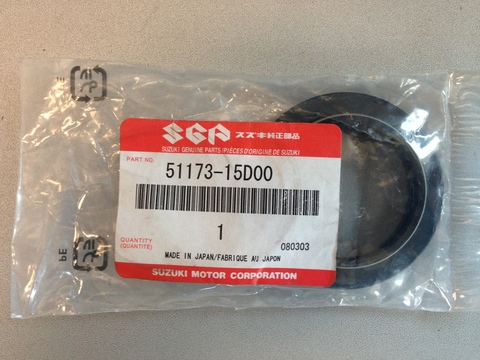 SGP スズキ純正部品
SUZUKI GENUINE PARTS/PIÈCES D'ORIGINE DE SUZUKI
PART NO. 51173-15D00
1
QUANTITY
(QUANTITÉ)
080303
MADE IN JAPAN/FABRIQUE AU JAPON
SUZUKI MOTOR CORPORATION
PE